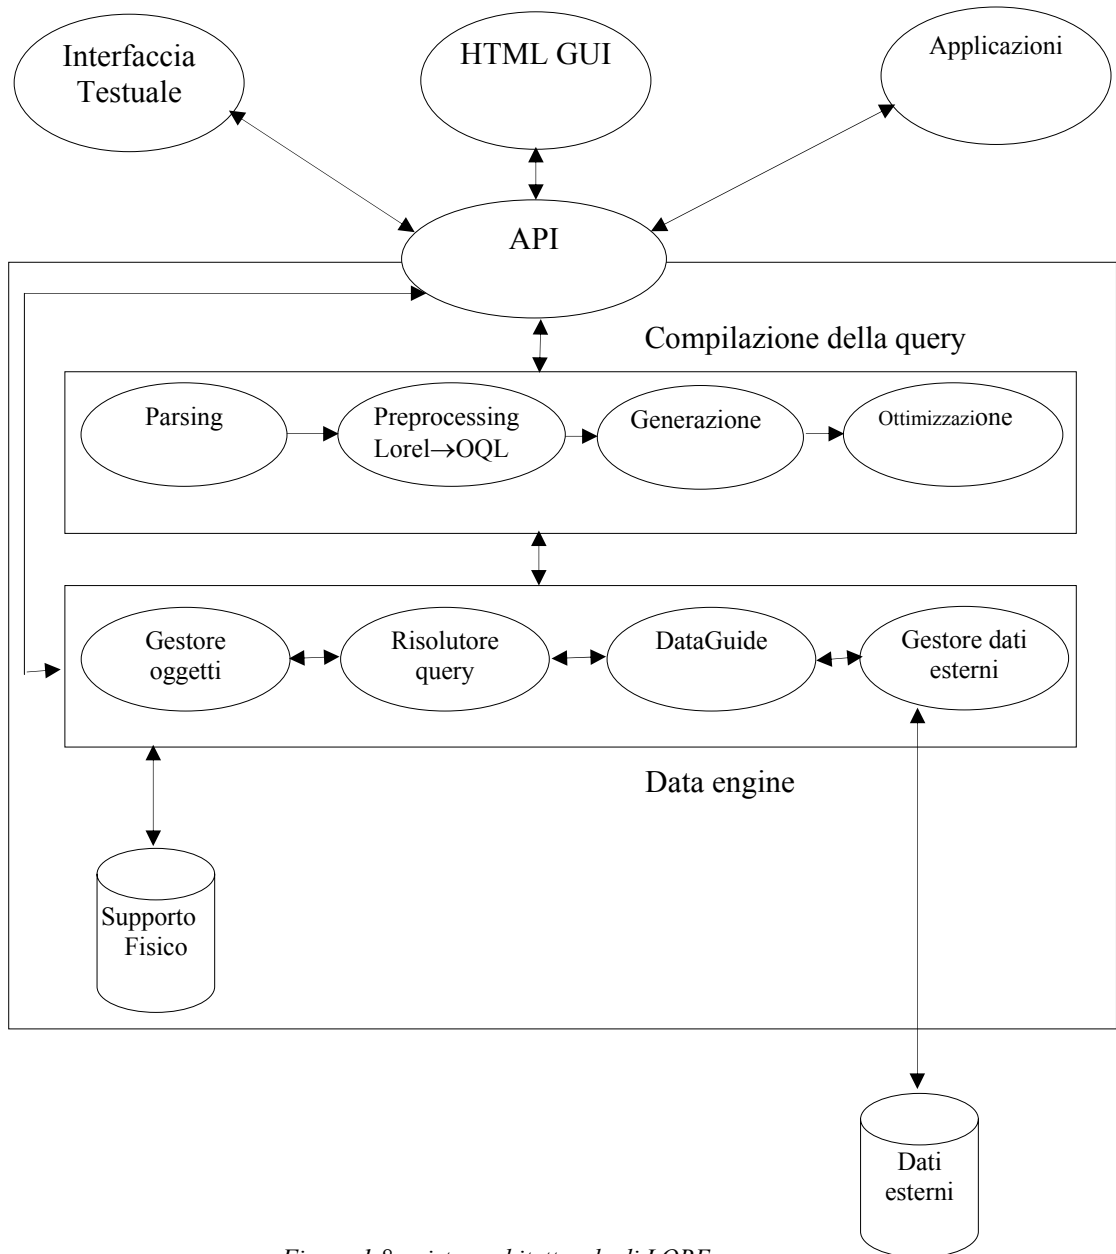 Interfaccia
Testuale
HTML GUI
Applicazioni
API
Compilazione della query
Parsing
Preprocessing
Lorel→OQL
Generazione
Ottimizzazione
Gestore
oggetti
Risolutore
query
DataGuide
Gestore dati
esterni
Data engine
Supporto
Fisico
Dati
esterni